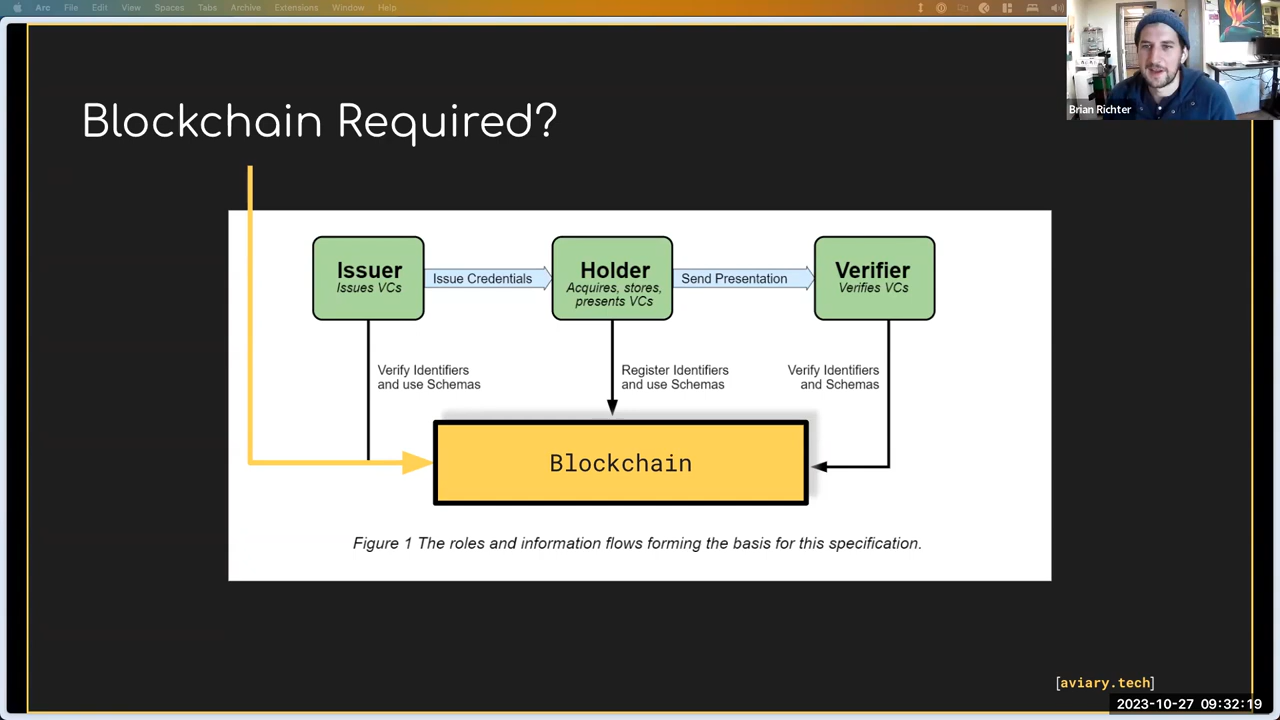 Arc File Edit View Spaces Tabs Archive Extensions Window Help
Blockchain Required?
Brian Richter
Issuer
Issues VCs
Issue Credentials
Holder
Acquires, stores,
presents VCs
Send Presentation
Verifier
Verifies VCs
Verify Identifiers
and use Schemas
Register Identifiers
and use Schemas
Verify Identifiers
and Schemas
Blockchain
Figure 1 The roles and information flows forming the basis for this specification.
[aviary.tech]
2023-10-27 09:32:19